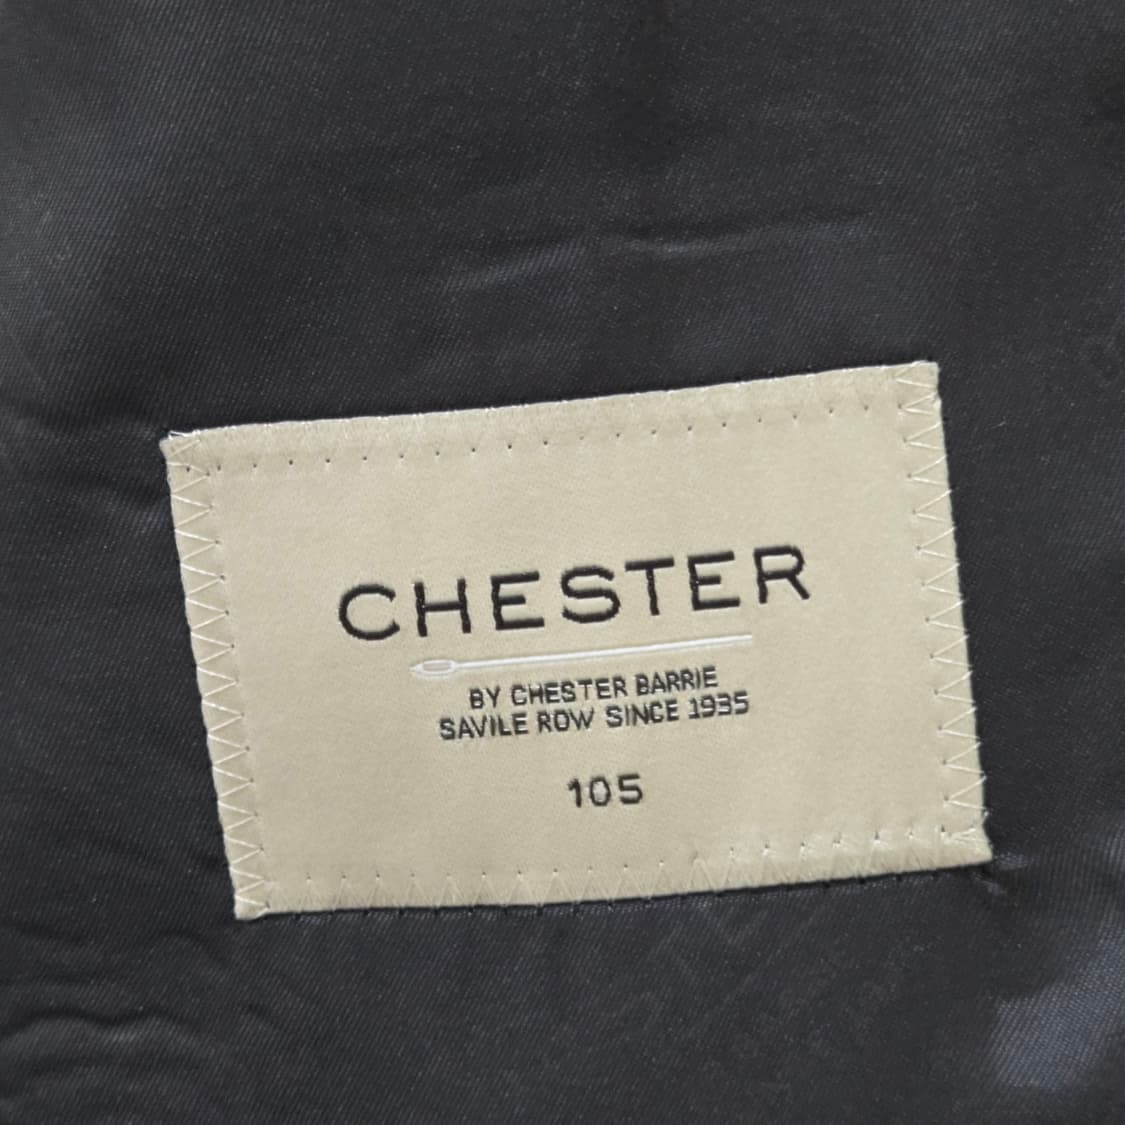 CHESTER
BY CHESTER BARRIE
SAVILE ROW SINCE 1935
105